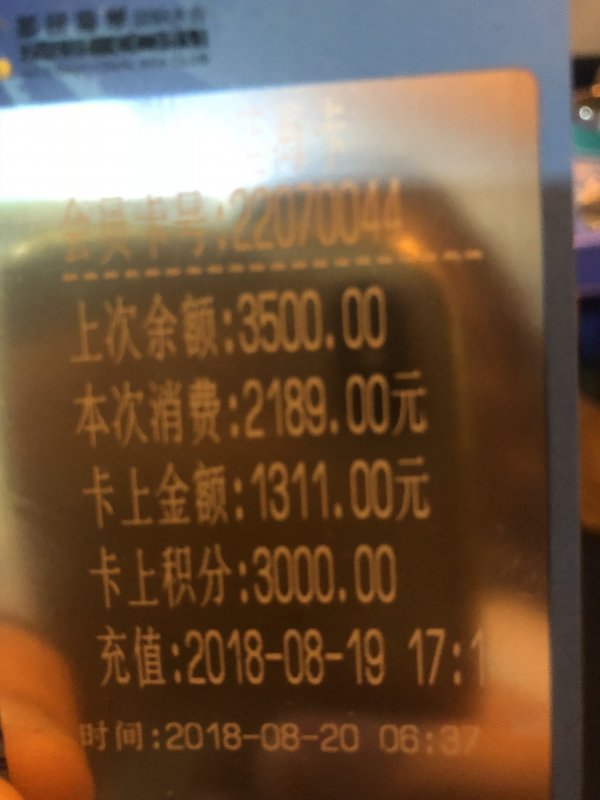 会员卡号:22070044
上次余额:3500.00
本次消费:2189.00元
卡上金额:1311.00元
卡上积分:3000.00
充值:2018-08-19 17:1
时间:2018-08-20 06:37